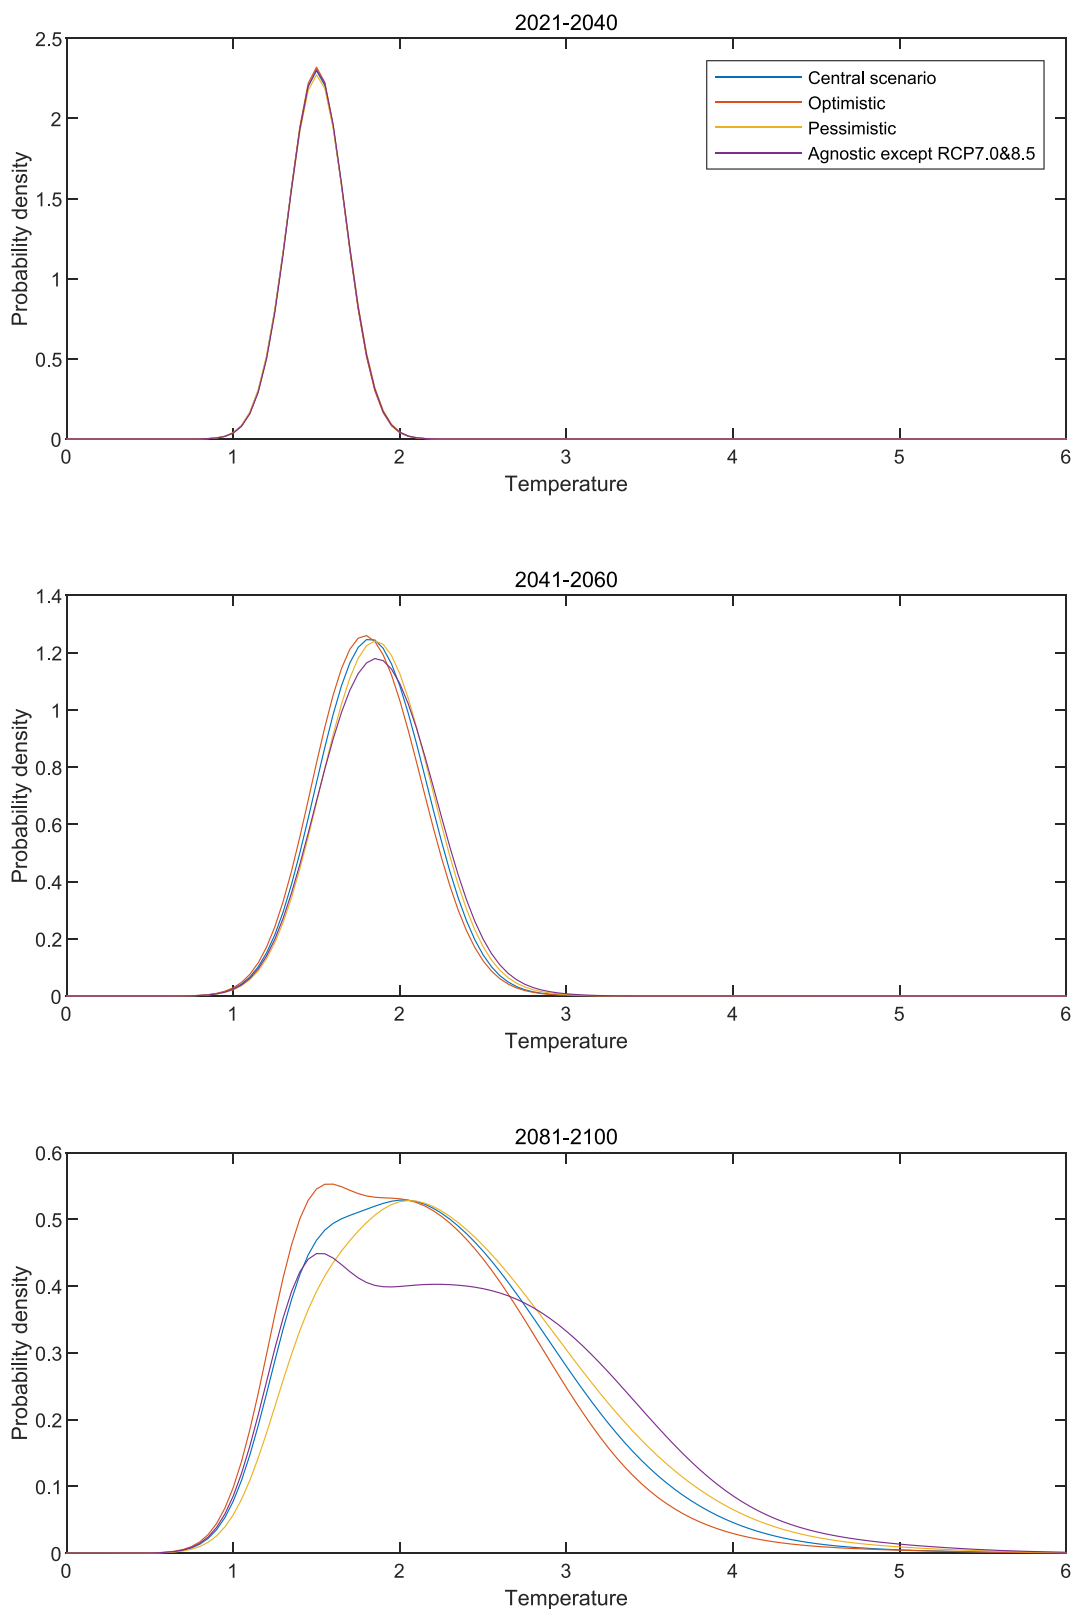 2021-2040
2.5
2
1.5
1
0.5
0
Probability density
Central scenario
Optimistic
Pessimistic
Agnostic except RCP7.0&8.5
0 1 2 3 4 5 6
Temperature
2041-2060
1.4
1.2
1
0.8
0.6
0.4
0.2
0
Probability density
0 1 2 3 4 5 6
Temperature
2081-2100
0.6
0.5
0.4
0.3
0.2
0.1
0
Probability density
0 1 2 3 4 5 6
Temperature